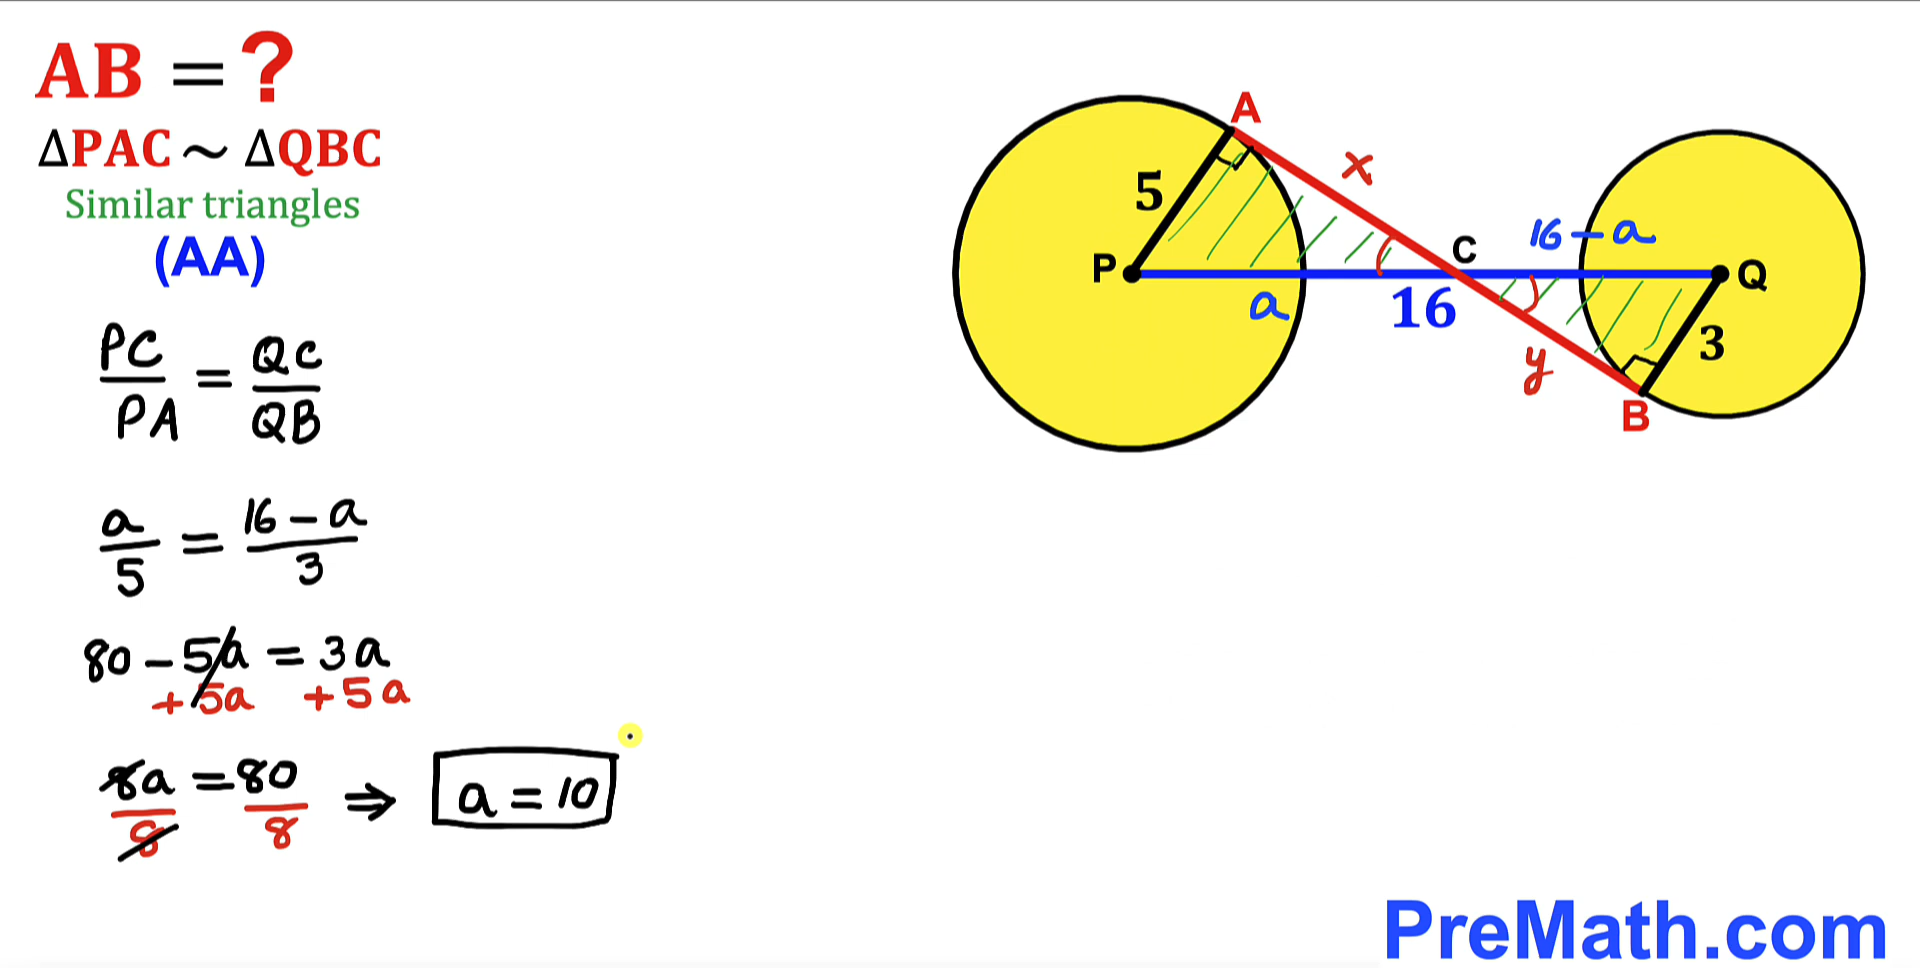 AB = ?
ΔPAC ~ ΔQBC
Similar triangles
(AA)
PC/PA = QC/QB
a/5 = 16-a/3
80-5a = 3a
+5a +5a
8a/8 = 80/8 ⇒ a = 10
A
5
x
P
C
16-a
Q
a
16
y
3
B
PreMath.com